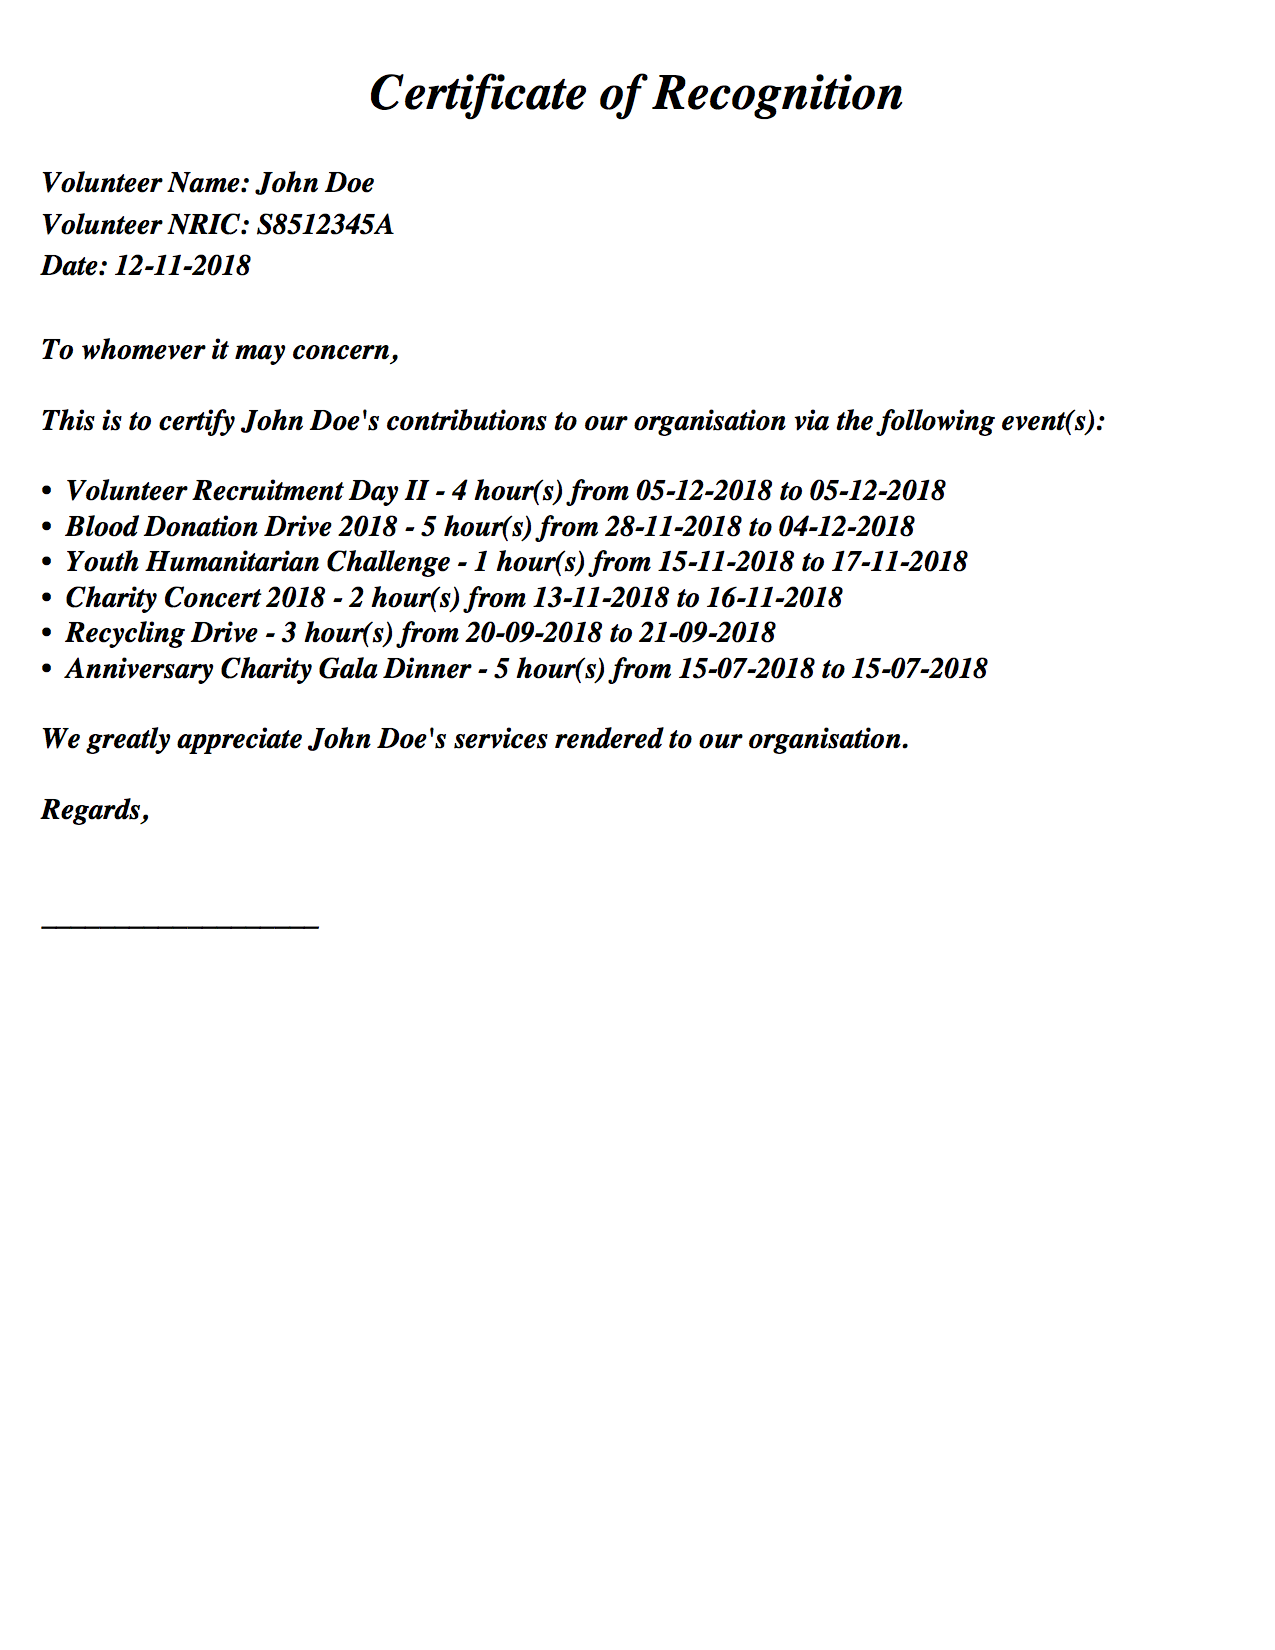 Certificate of Recognition
Volunteer Name: John Doe
Volunteer NRIC: S8512345A
Date: 12-11-2018
To whomever it may concern,
This is to certify John Doe's contributions to our organisation via the following event(s):
• Volunteer Recruitment Day II - 4 hour(s) from 05-12-2018 to 05-12-2018
• Blood Donation Drive 2018 - 5 hour(s) from 28-11-2018 to 04-12-2018
• Youth Humanitarian Challenge - 1 hour(s) from 15-11-2018 to 17-11-2018
• Charity Concert 2018 - 2 hour(s) from 13-11-2018 to 16-11-2018
• Recycling Drive - 3 hour(s) from 20-09-2018 to 21-09-2018
• Anniversary Charity Gala Dinner - 5 hour(s) from 15-07-2018 to 15-07-2018
We greatly appreciate John Doe's services rendered to our organisation.
Regards,
___________________